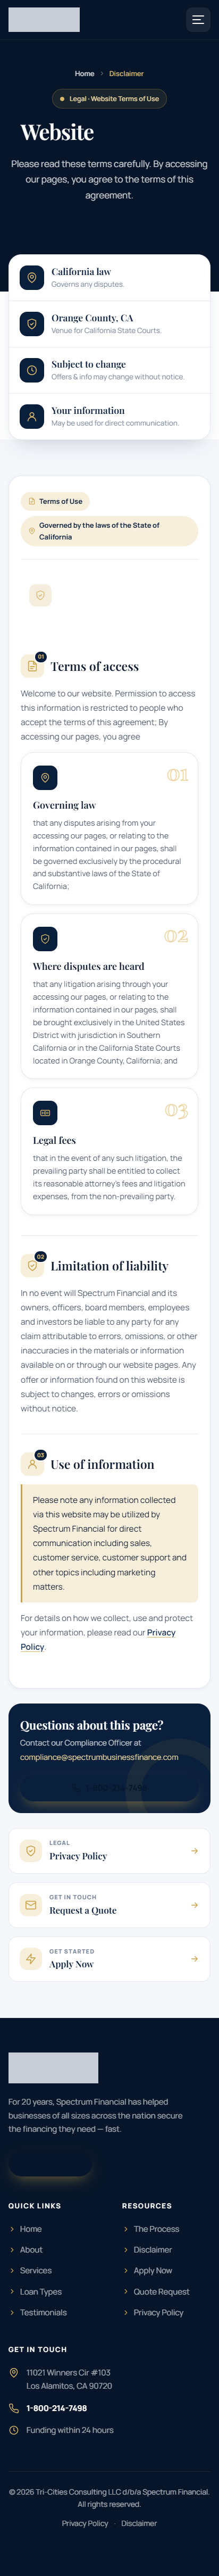 Home > Disclaimer
Legal · Website Terms of Use
Website
Please read these terms carefully. By accessing
our pages, you agree to the terms of this
agreement.
California law
Governs any disputes.
Orange County, CA
Venue for California State Courts.
Subject to change
Offers & info may change without notice.
Your information
May be used for direct communication.
Terms of Use
Governed by the laws of the State of
California
01
Terms of access
Welcome to our website. Permission to access
this information is restricted to people who
accept the terms of this agreement; By
accessing our pages, you agree
01
Governing law
that any disputes arising from your
accessing our pages, or relating to the
information contained in our pages, shall
be governed exclusively by the procedural
and substantive laws of the State of
California;
02
Where disputes are heard
that any litigation arising through your
accessing our pages, or relating to the
information contained in our pages, shall
be brought exclusively in the United States
District with jurisdiction in Southern
California or in the California State Courts
located in Orange County, California; and
03
Legal fees
that in the event of any such litigation, the
prevailing party shall be entitled to collect
its reasonable attorney's fees and litigation
expenses, from the non-prevailing party.
02
Limitation of liability
In no event will Spectrum Financial and its
owners, officers, board members, employees
and investors be liable to any party for any
claim attributable to errors, omissions, or other
inaccuracies in the materials or information
available on or through our website pages. Any
offer or information found on this website is
subject to changes, errors or omissions
without notice.
03
Use of information
Please note any information collected
via this website may be utilized by
Spectrum Financial for direct
communication including sales,
customer service, customer support and
other topics including marketing
matters.
For details on how we collect, use and protect
your information, please read our Privacy
Policy.
Questions about this page?
Contact our Compliance Officer at
compliance@spectrumbusinessfinance.com
LEGAL
Privacy Policy
GET IN TOUCH
Request a Quote
GET STARTED
Apply Now
For 20 years, Spectrum Financial has helped
businesses of all sizes across the nation secure
the financing they need — fast.
QUICK LINKS
Home
About
Services
Loan Types
Testimonials
RESOURCES
The Process
Disclaimer
Apply Now
Quote Request
Privacy Policy
GET IN TOUCH
11021 Winners Cir #103
Los Alamitos, CA 90720
1-800-214-7498
Funding within 24 hours
© 2026 Tri-Cities Consulting LLC d/b/a Spectrum Financial.
All rights reserved.
Privacy Policy · Disclaimer